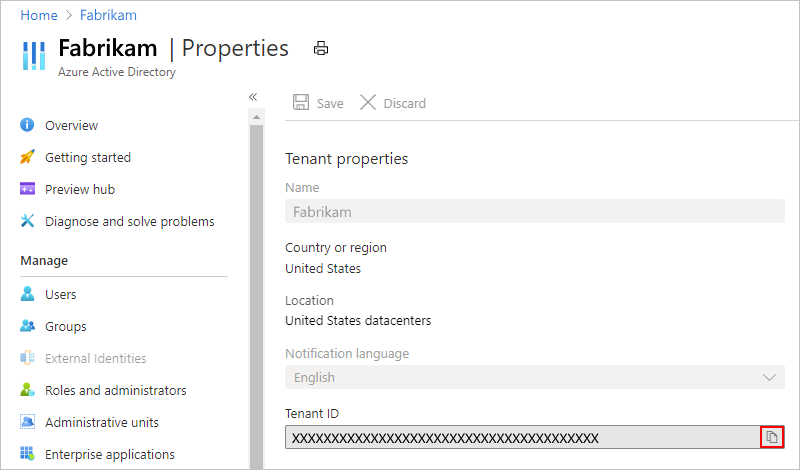 Home > Fabrikam
Fabrikam | Properties
Azure Active Directory
«
Save Discard
Overview
Getting started
Preview hub
Diagnose and solve problems
Manage
Users
Groups
External Identities
Roles and administrators
Administrative units
Enterprise applications
Tenant properties
Name
Fabrikam
Country or region
United States
Location
United States datacenters
Notification language
English
Tenant ID
XXXXXXXXXXXXXXXXXXXXXXXXXXXXXXXXXXXXXXX